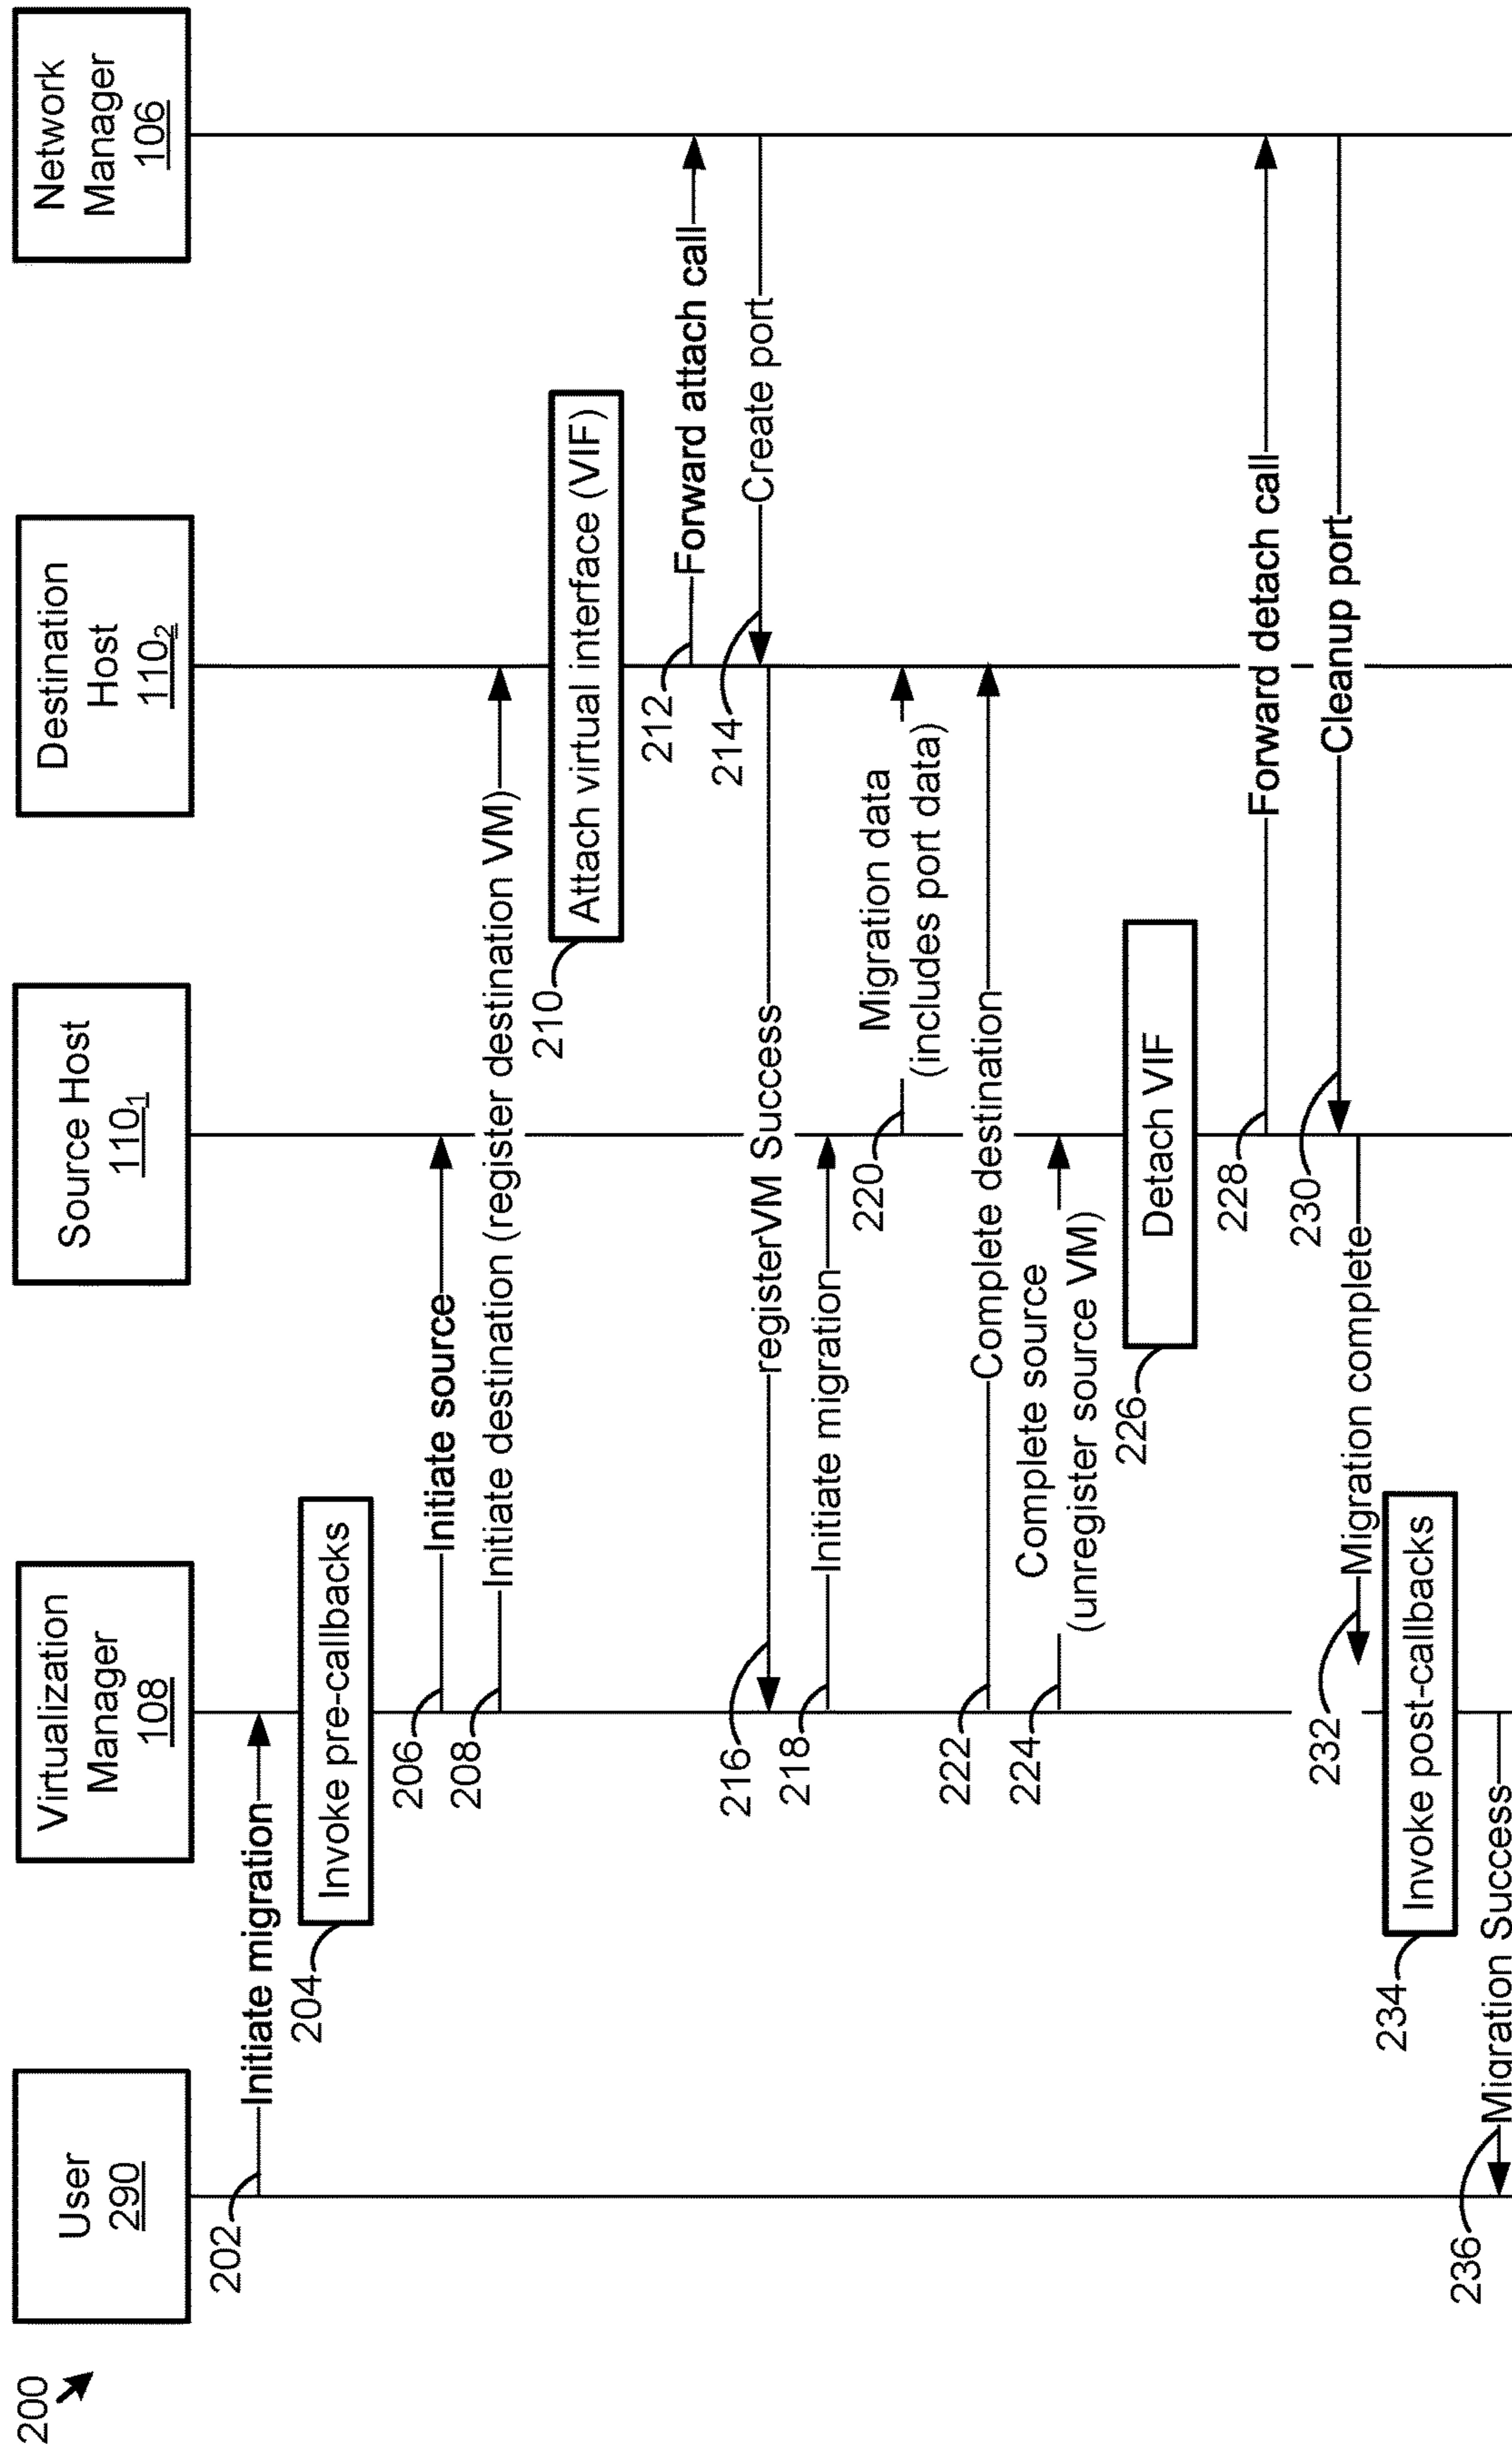 200
User
290
Virtualization
Manager
108
Source Host
110₁
Destination
Host
110₂
Network
Manager
106
202
Initiate migration
204
Invoke pre-callbacks
206
Initiate source
208
Initiate destination (register destination VM)
210
Attach virtual interface (VIF)
212
Forward attach call
214
Create port
216
registerVM Success
218
Initiate migration
220
Migration data
(includes port data)
222
Complete destination
224
Complete source
(unregister source VM)
226
Detach VIF
228
Forward detach call
230
Cleanup port
232
Migration complete
234
Invoke post-callbacks
236
Migration Success